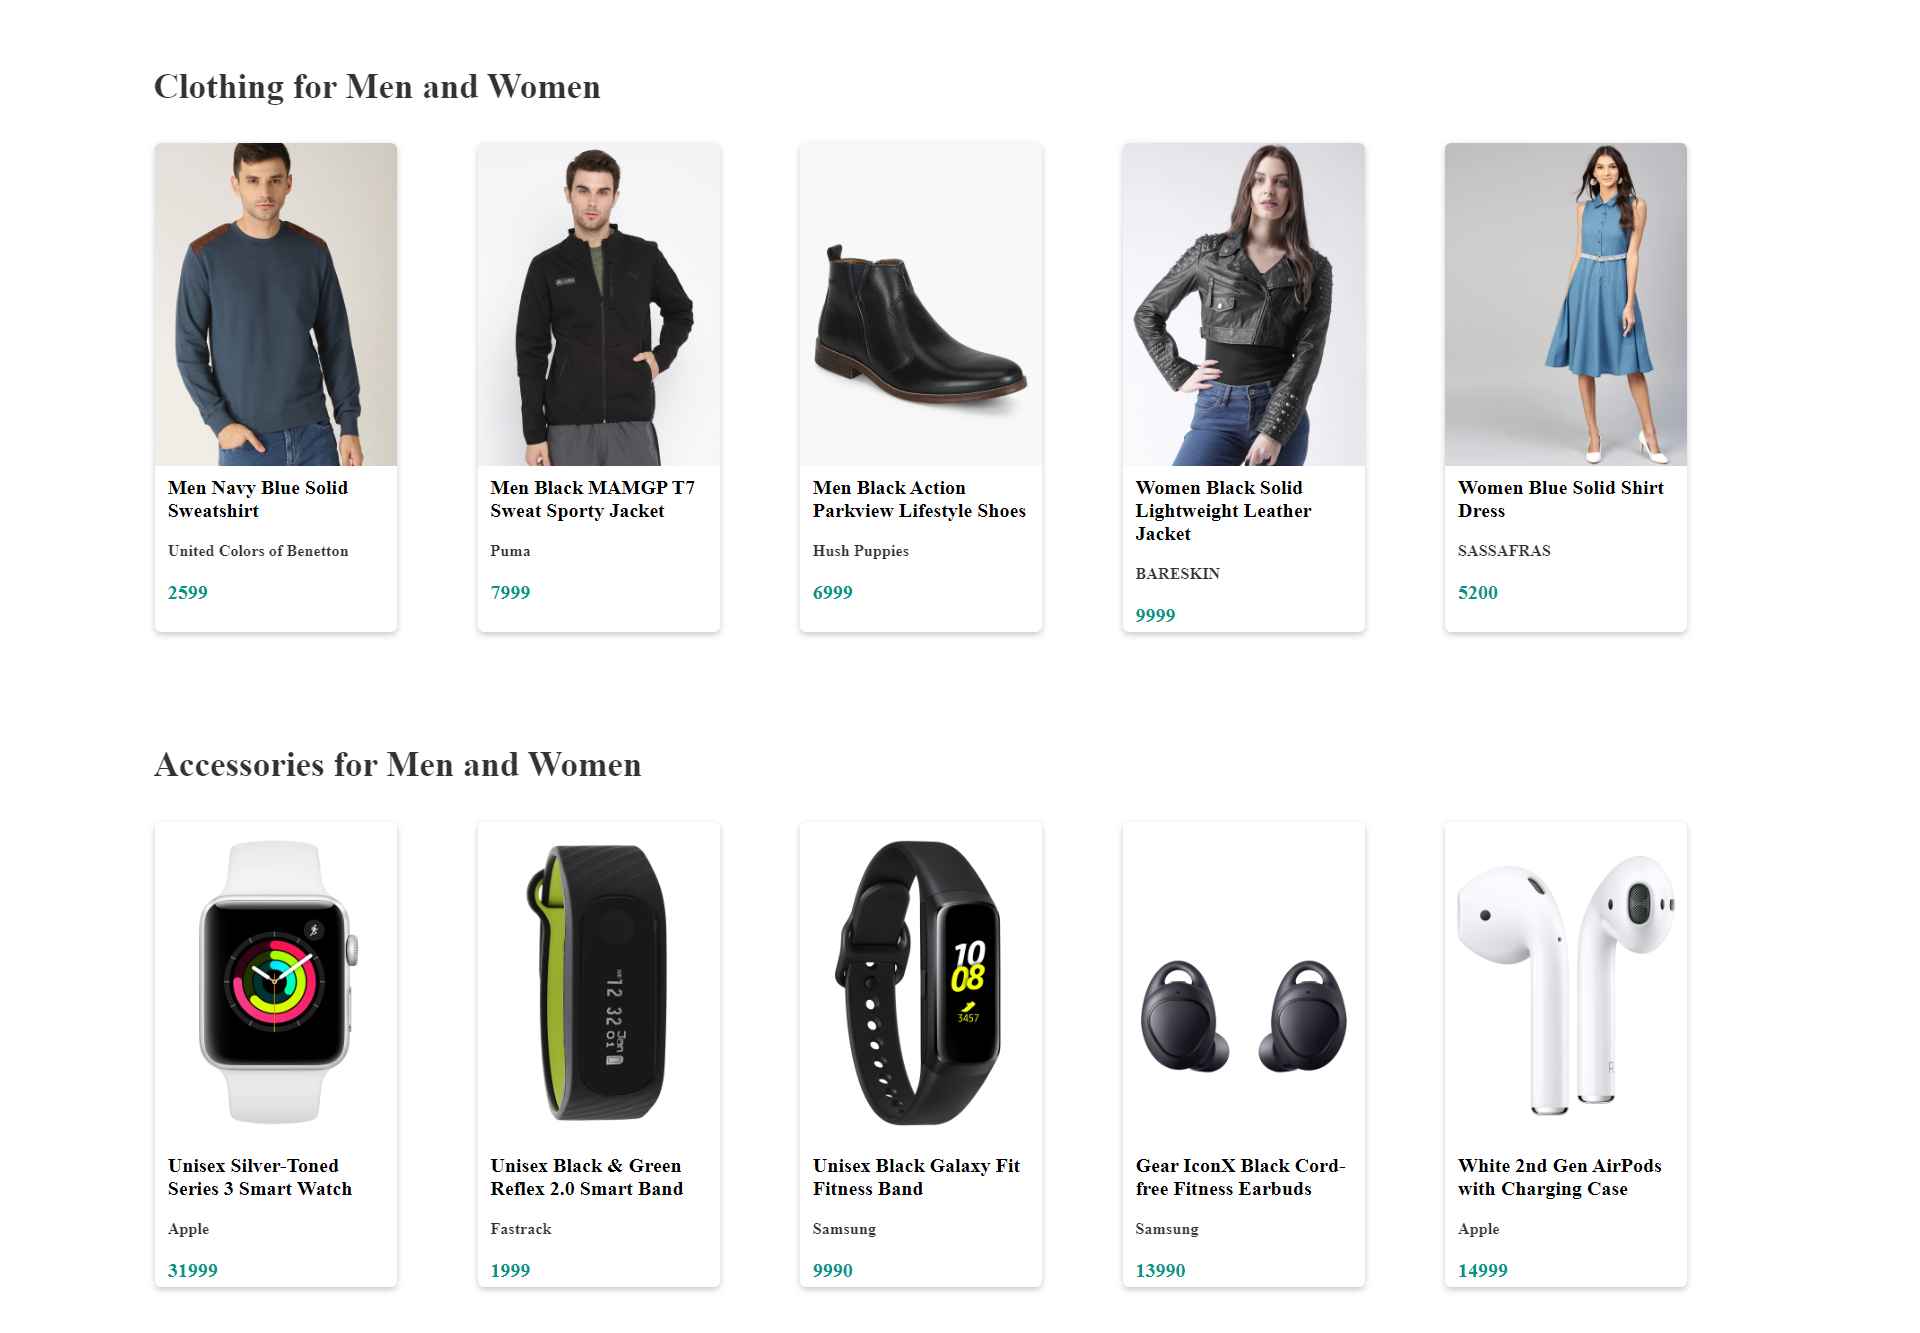 Clothing for Men and Women
Men Navy Blue Solid
Sweatshirt
United Colors of Benetton
2599
Men Black MAMGP T7
Sweat Sporty Jacket
Puma
7999
Men Black Action
Parkview Lifestyle Shoes
Hush Puppies
6999
Women Black Solid
Lightweight Leather
Jacket
BARESKIN
9999
Women Blue Solid Shirt
Dress
SASSAFRAS
5200
Accessories for Men and Women
Unisex Silver-Toned
Series 3 Smart Watch
Apple
31999
12 32
01
Jan
Unisex Black & Green
Reflex 2.0 Smart Band
Fastrack
1999
10
08
3457
Unisex Black Galaxy Fit
Fitness Band
Samsung
9990
Gear IconX Black Cord-
free Fitness Earbuds
Samsung
13990
R
White 2nd Gen AirPods
with Charging Case
Apple
14999